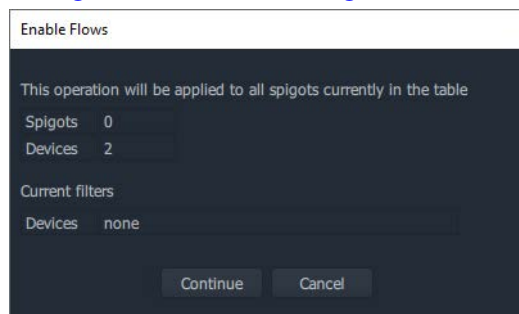 Enable Flows
This operation will be applied to all spigots currently in the table
Spigots 0
Devices 2
Current filters
Devices none
Continue Cancel